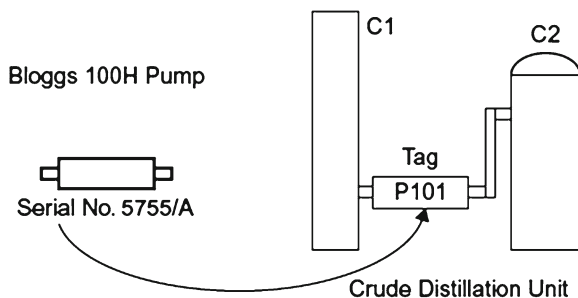 C1
C2
Bloggs 100H Pump
Tag
P101
Serial No. 5755/A
Crude Distillation Unit